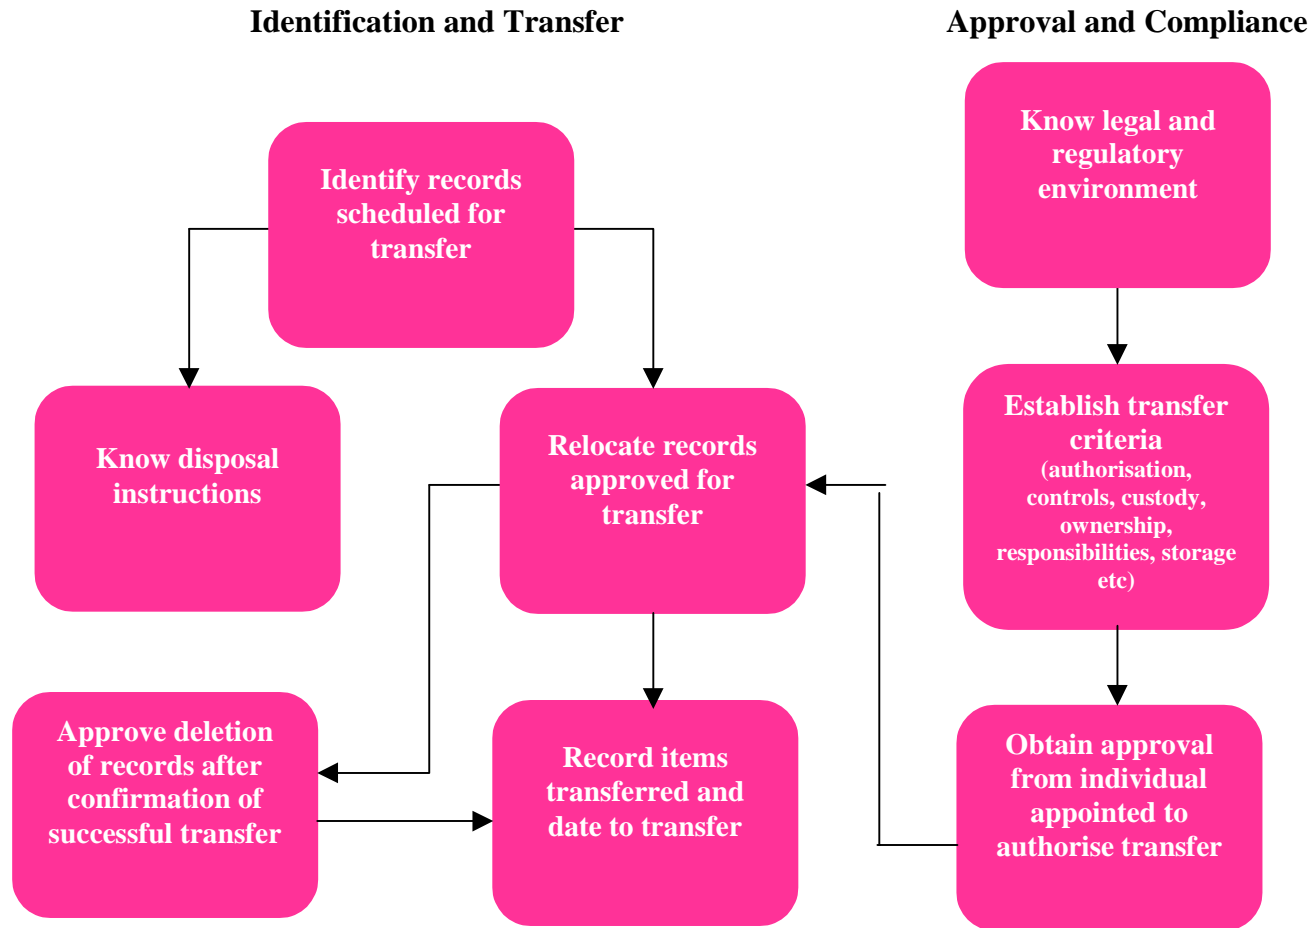 Identification and Transfer
Approval and Compliance
Know legal and
regulatory
environment
Identify records
scheduled for
transfer
Establish transfer
criteria
(authorisation,
controls, custody,
ownership,
responsibilities, storage
etc)
Know disposal
instructions
Relocate records
approved for
transfer
Approve deletion
of records after
confirmation of
successful transfer
Record items
transferred and
date to transfer
Obtain approval
from individual
appointed to
authorise transfer